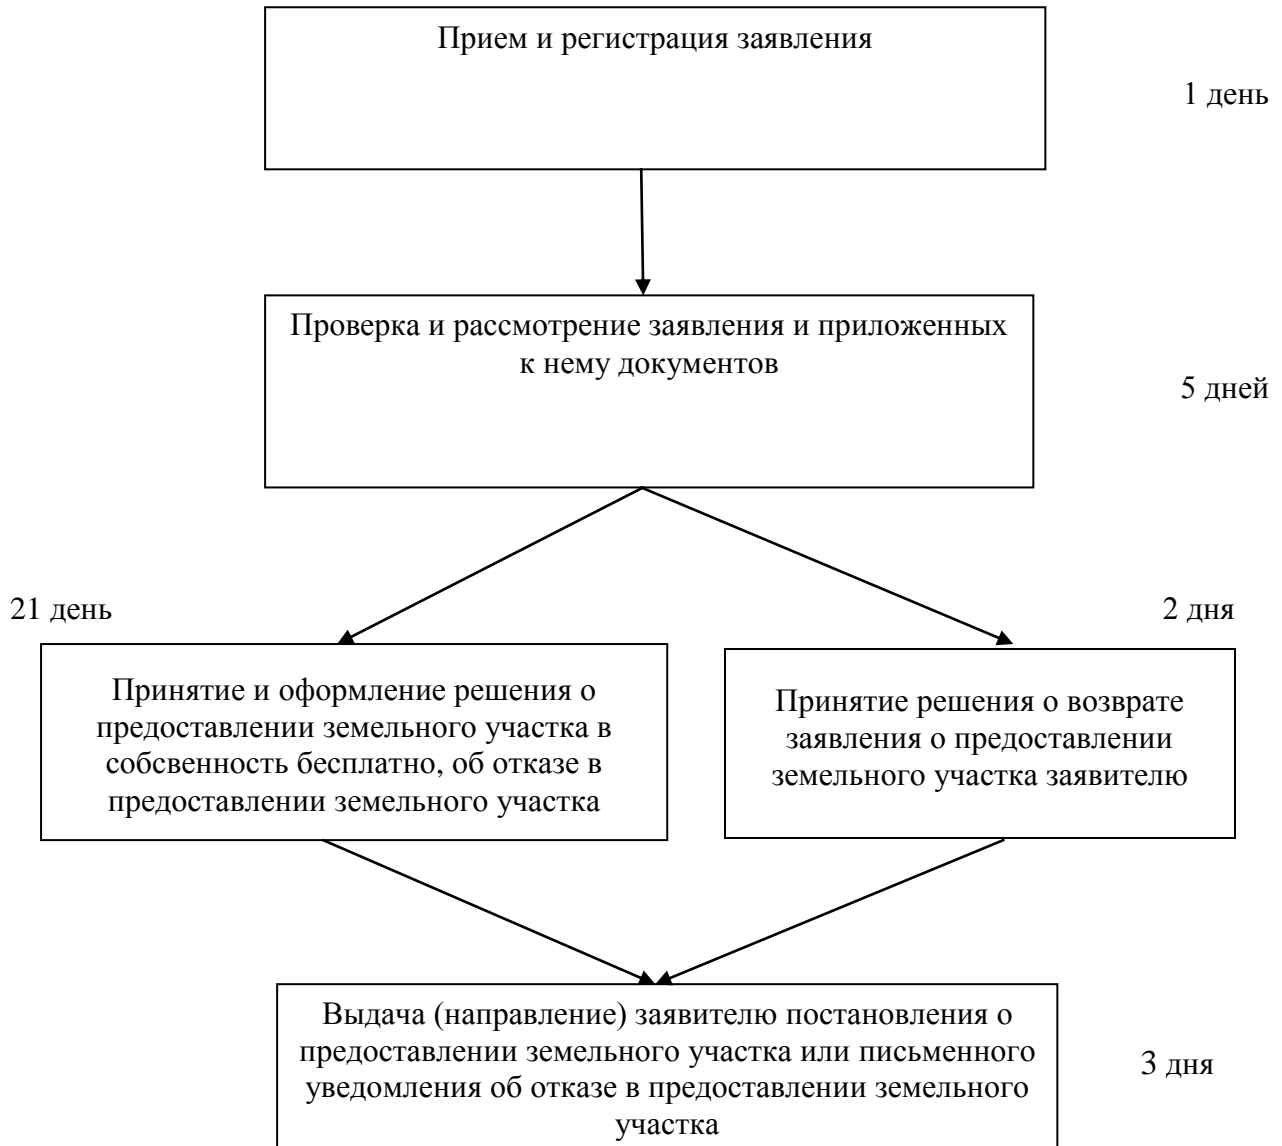 Прием и регистрация заявления
1 день
Проверка и рассмотрение заявления и приложенных
к нему документов
5 дней
21 день
2 дня
Принятие и оформление решения о
предоставлении земельного участка в
собсвенность бесплатно, об отказе в
предоставлении земельного участка
Принятие решения о возврате
заявления о предоставлении
земельного участка заявителю
Выдача (направление) заявителю постановления о
предоставлении земельного участка или письменного
уведомления об отказе в предоставлении земельного
участка
3 дня